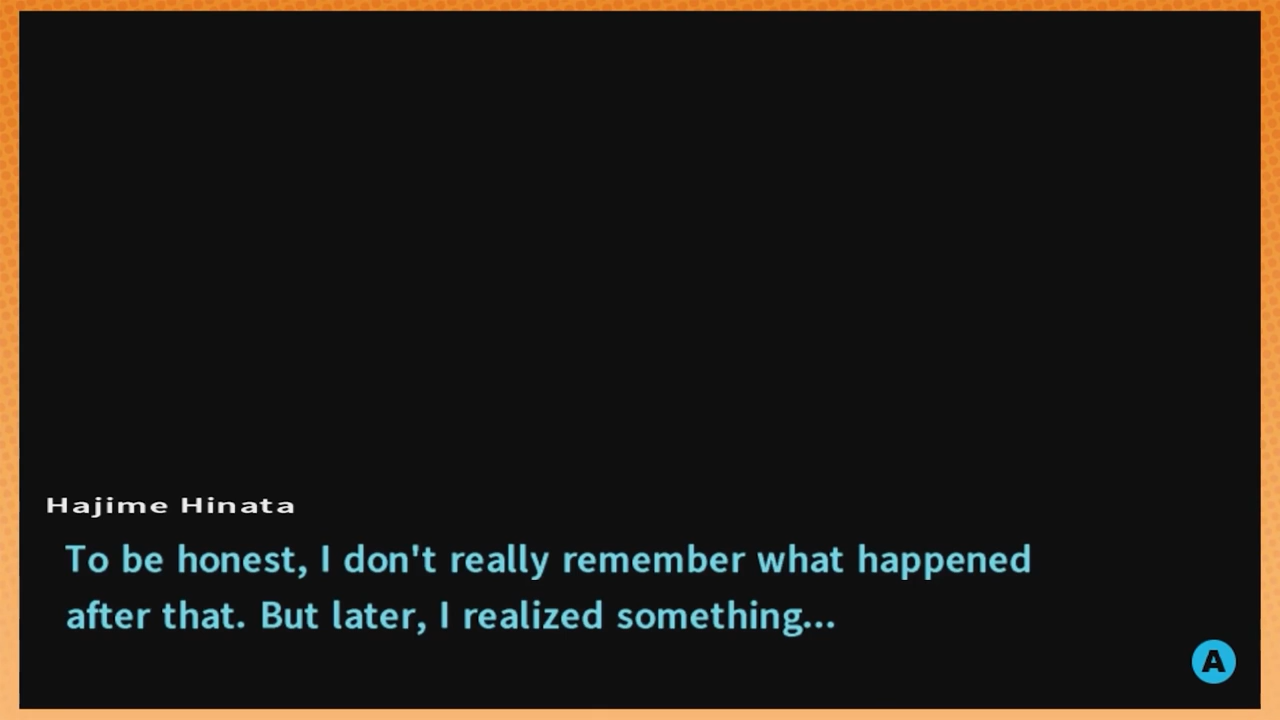 Hajime Hinata
To be honest, I don't really remember what happened
after that. But later, I realized something...
A